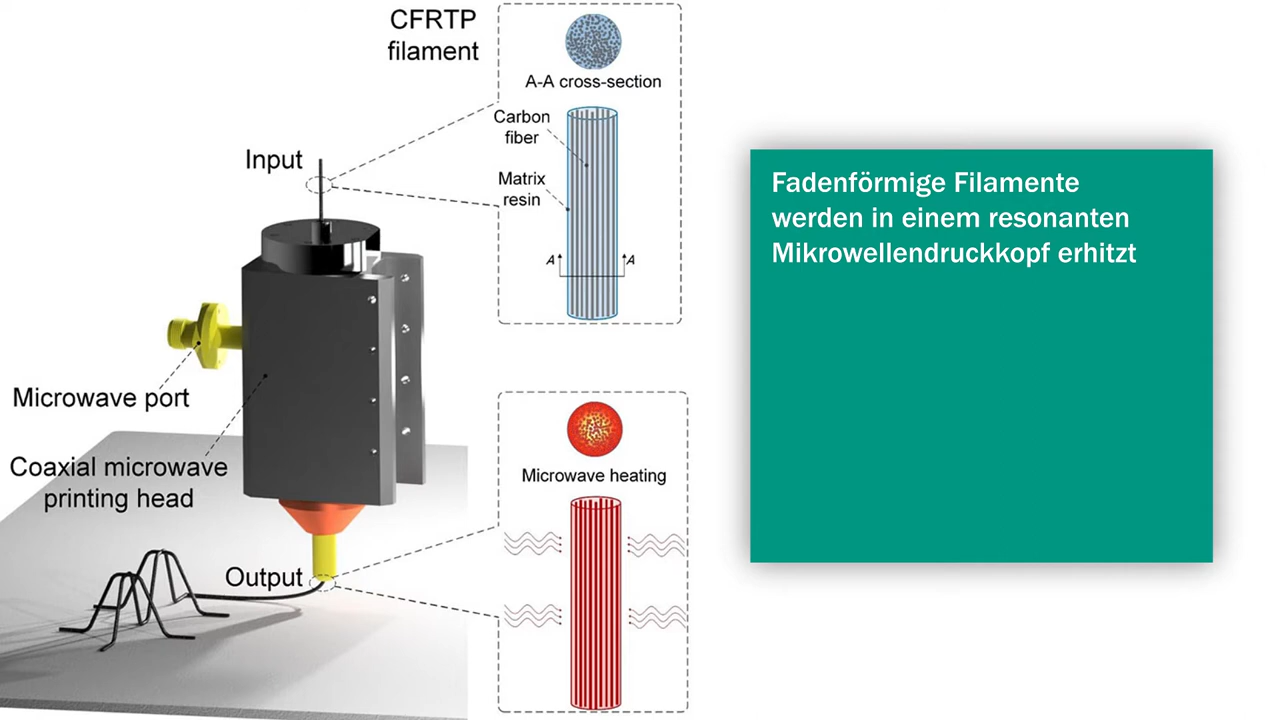 CFRTP
filament
A-A cross-section
Carbon
fiber
Matrix
resin
A
A
Input
Microwave port
Coaxial microwave
printing head
Output
Microwave heating
Fadenförmige Filamente
werden in einem resonanten
Mikrowellendruckkopf erhitzt